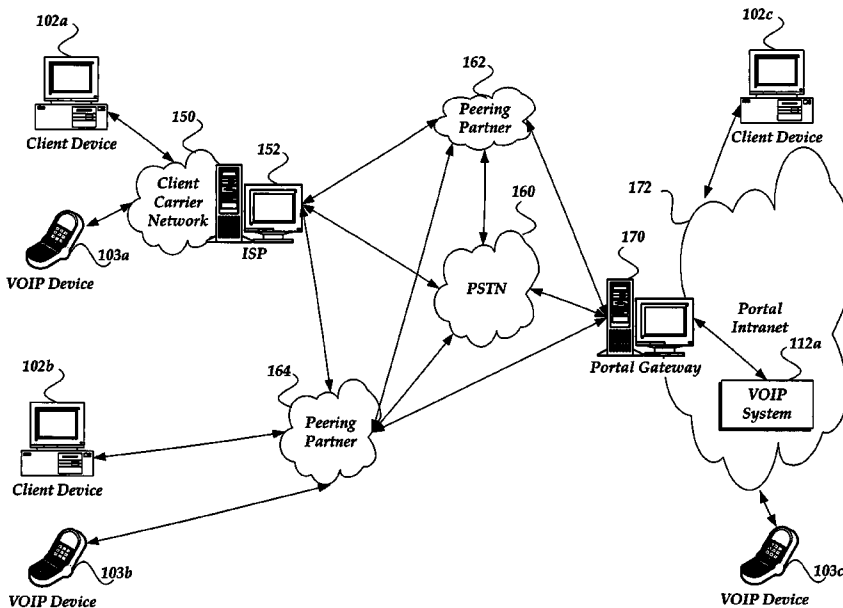 102a
102c
162
150
Peering
Partner
Client Device
152
Client Device
Client
Carrier
Network
172
160
170
ISP
103a
VOIP Device
PSTN
Portal
Intranet
112a
102b
164
Portal Gateway
VOIP
System
Peering
Partner
Client Device
103b
VOIP Device
103c
VOIP Device